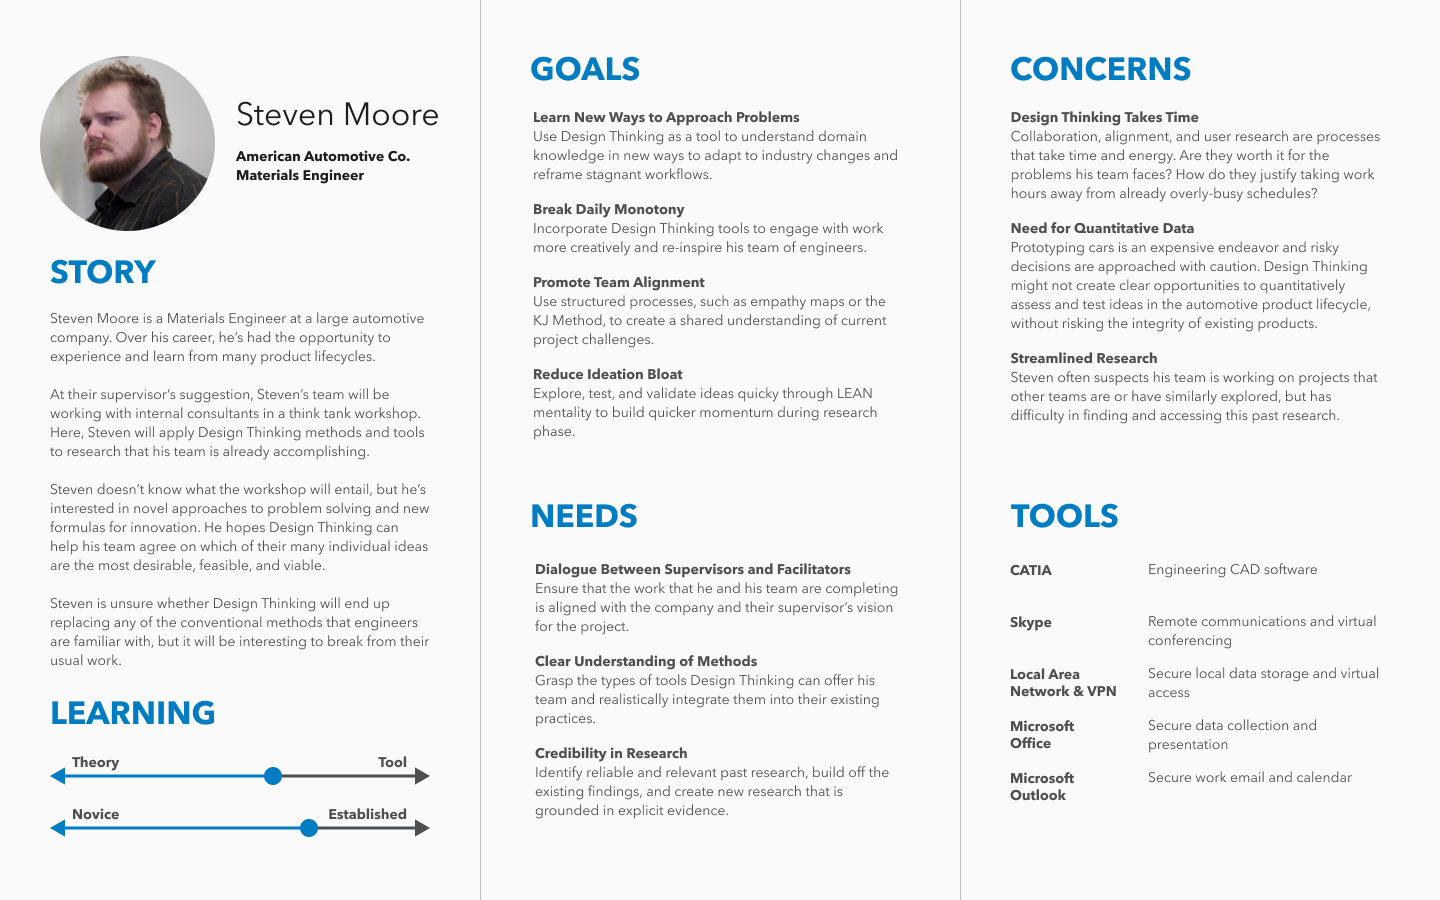 Steven Moore
American Automotive Co.
Materials Engineer
STORY
Steven Moore is a Materials Engineer at a large automotive
company. Over his career, he’s had the opportunity to
experience and learn from many product lifecycles.
At their supervisor’s suggestion, Steven’s team will be
working with internal consultants in a think tank workshop.
Here, Steven will apply Design Thinking methods and tools
to research that his team is already accomplishing.
Steven doesn’t know what the workshop will entail, but he’s
interested in novel approaches to problem solving and new
formulas for innovation. He hopes Design Thinking can
help his team agree on which of their many individual ideas
are the most desirable, feasible, and viable.
Steven is unsure whether Design Thinking will end up
replacing any of the conventional methods that engineers
are familiar with, but it will be interesting to break from their
usual work.
LEARNING
Theory Tool
Novice Established
GOALS
Learn New Ways to Approach Problems
Use Design Thinking as a tool to understand domain
knowledge in new ways to adapt to industry changes and
reframe stagnant workflows.
Break Daily Monotony
Incorporate Design Thinking tools to engage with work
more creatively and re-inspire his team of engineers.
Promote Team Alignment
Use structured processes, such as empathy maps or the
KJ Method, to create a shared understanding of current
project challenges.
Reduce Ideation Bloat
Explore, test, and validate ideas quicky through LEAN
mentality to build quicker momentum during research
phase.
NEEDS
Dialogue Between Supervisors and Facilitators
Ensure that the work that he and his team are completing
is aligned with the company and their supervisor’s vision
for the project.
Clear Understanding of Methods
Grasp the types of tools Design Thinking can offer his
team and realistically integrate them into their existing
practices.
Credibility in Research
Identify reliable and relevant past research, build off the
existing findings, and create new research that is
grounded in explicit evidence.
CONCERNS
Design Thinking Takes Time
Collaboration, alignment, and user research are processes
that take time and energy. Are they worth it for the
problems his team faces? How do they justify taking work
hours away from already overly-busy schedules?
Need for Quantitative Data
Prototyping cars is an expensive endeavor and risky
decisions are approached with caution. Design Thinking
might not create clear opportunities to quantitatively
assess and test ideas in the automotive product lifecycle,
without risking the integrity of existing products.
Streamlined Research
Steven often suspects his team is working on projects that
other teams are or have similarly explored, but has
difficulty in finding and accessing this past research.
TOOLS
CATIA Engineering CAD software
Skype Remote communications and virtual
conferencing
Local Area Secure local data storage and virtual
Network & VPN access
Microsoft Secure data collection and
Office presentation
Microsoft Secure work email and calendar
Outlook